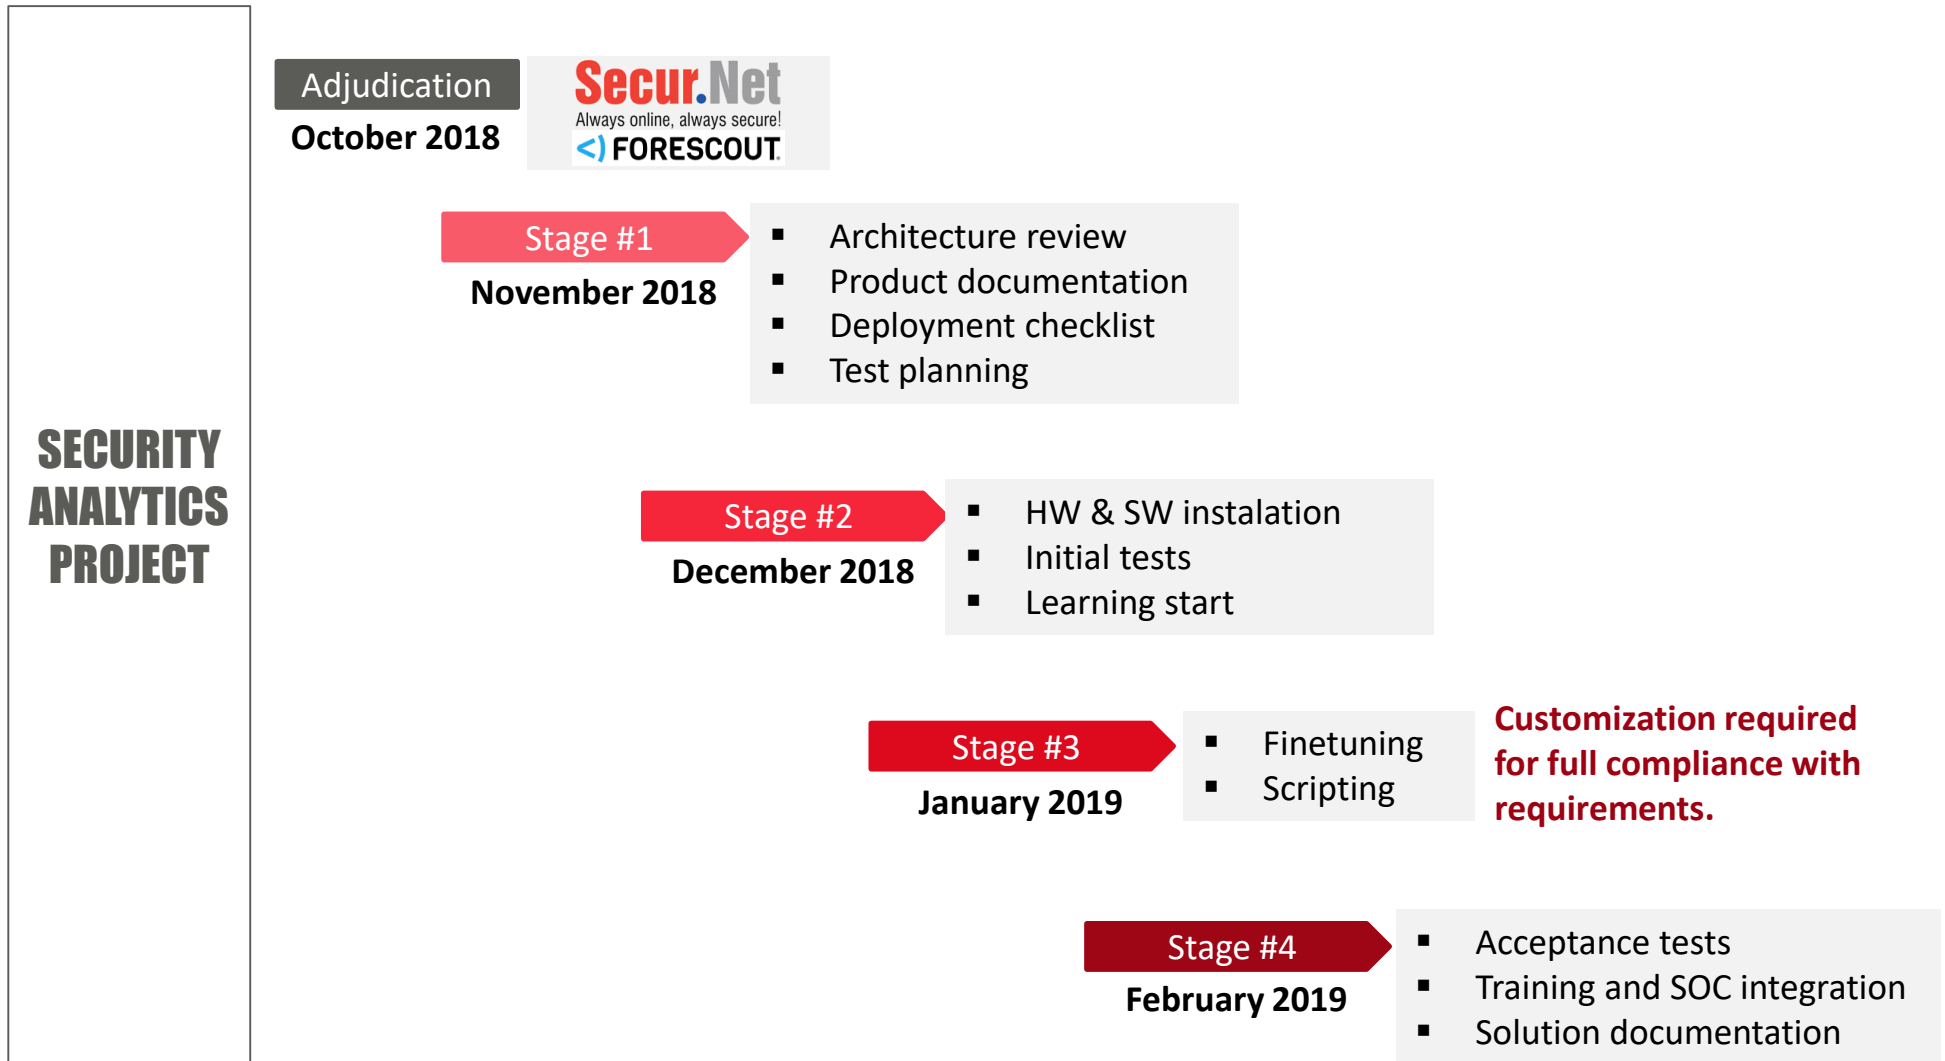 SECURITY
ANALYTICS
PROJECT
Adjudication
October 2018
Secur.Net
Always online, always secure!
<) FORESCOUT.
Stage #1
November 2018
▪ Architecture review
▪ Product documentation
▪ Deployment checklist
▪ Test planning
Stage #2
December 2018
▪ HW & SW instalation
▪ Initial tests
▪ Learning start
Stage #3
January 2019
▪ Finetuning
▪ Scripting
Customization required
for full compliance with
requirements.
Stage #4
February 2019
▪ Acceptance tests
▪ Training and SOC integration
▪ Solution documentation